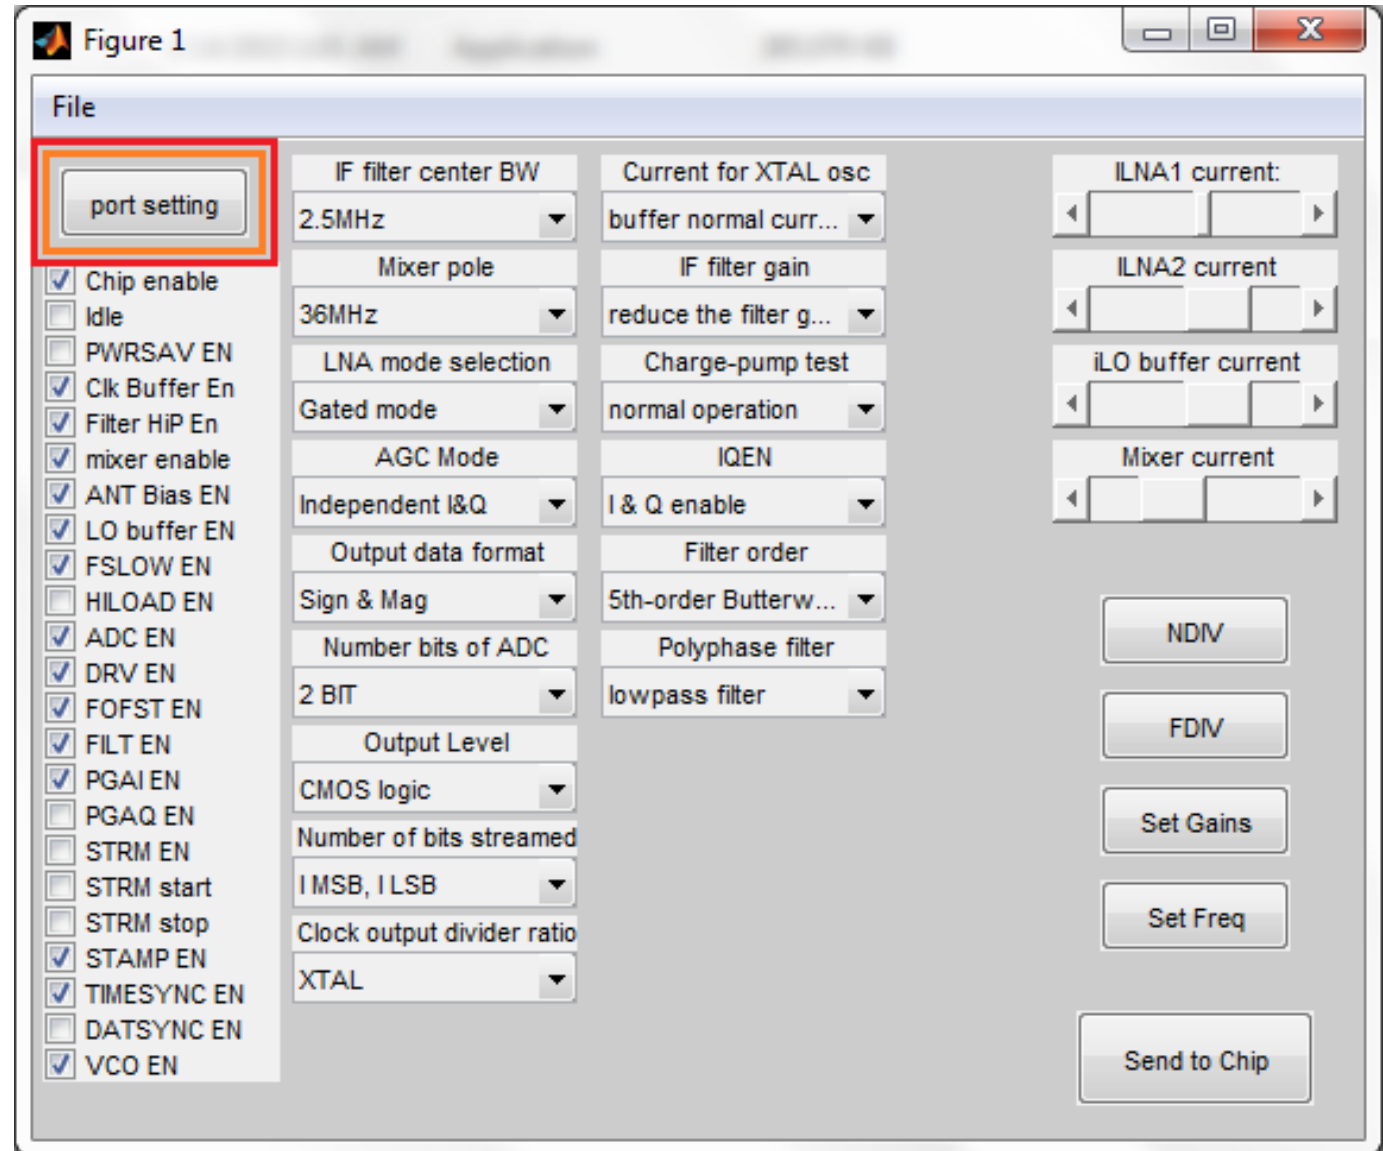 Figure 1
File
port setting
Chip enable
Idle
PWRSAV EN
Clk Buffer En
Filter HiP En
mixer enable
ANT Bias EN
LO buffer EN
FSLOW EN
HILOAD EN
ADC EN
DRV EN
FOFST EN
FILT EN
PGAI EN
PGAQ EN
STRM EN
STRM start
STRM stop
STAMP EN
TIMESYNC EN
DATSYNC EN
VCO EN
IF filter center BW
2.5MHz
Mixer pole
36MHz
LNA mode selection
Gated mode
AGC Mode
Independent I&Q
Output data format
Sign & Mag
Number bits of ADC
2 BIT
Output Level
CMOS logic
Number of bits streamed
I MSB, I LSB
Clock output divider ratio
XTAL
Current for XTAL osc
buffer normal curr...
IF filter gain
reduce the filter g...
Charge-pump test
normal operation
IQEN
I & Q enable
Filter order
5th-order Butterw...
Polyphase filter
lowpass filter
ILNA1 current:
ILNA2 current
iLO buffer current
Mixer current
NDIV
FDIV
Set Gains
Set Freq
Send to Chip